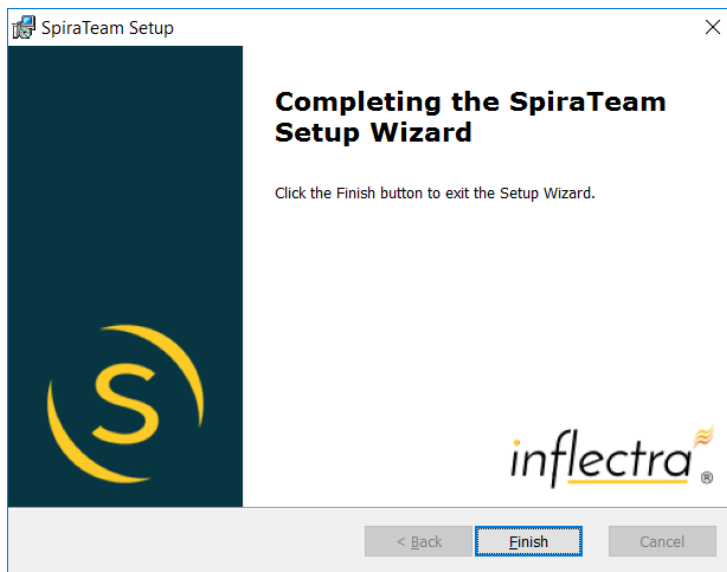 SpiraTeam Setup
Completing the SpiraTeam
Setup Wizard
Click the Finish button to exit the Setup Wizard.
S
inflectra®
< Back Finish Cancel